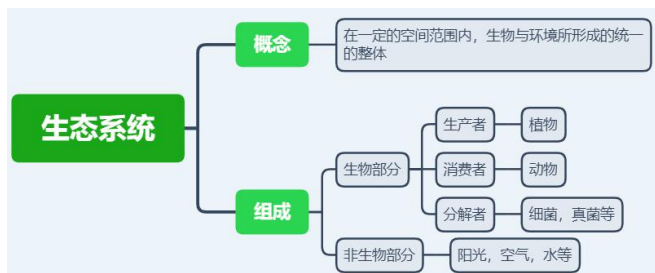 生态系统
概念
在一定的空间范围内，生物与环境所形成的统一
的整体
组成
生物部分
生产者
植物
消费者
动物
分解者
细菌，真菌等
非生物部分
阳光，空气，水等